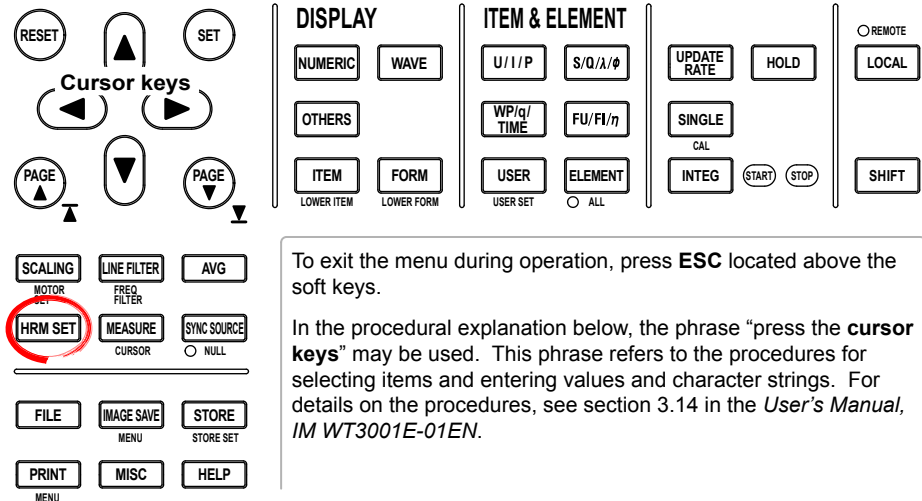 DISPLAY
ITEM & ELEMENT
RESET
SET
REMOTE
NUMERIC
WAVE
U / I / P
S/Q/λ/ϕ
UPDATE RATE
HOLD
LOCAL
Cursor keys
OTHERS
WP/q/ TIME
FU/FI/η
SINGLE
CAL
PAGE
PAGE
ITEM
FORM
USER
ELEMENT
INTEG
START
STOP
SHIFT
LOWER ITEM
LOWER FORM
USER SET
ALL
SCALING
LINE FILTER
AVG
MOTOR SET
FREQ FILTER
HRM SET
MEASURE
SYNC SOURCE
CURSOR
NULL
FILE
IMAGE SAVE
STORE
MENU
STORE SET
PRINT
MISC
HELP
MENU
To exit the menu during operation, press ESC located above the
soft keys.
In the procedural explanation below, the phrase “press the cursor
keys” may be used. This phrase refers to the procedures for
selecting items and entering values and character strings. For
details on the procedures, see section 3.14 in the User’s Manual,
IM WT3001E-01EN.